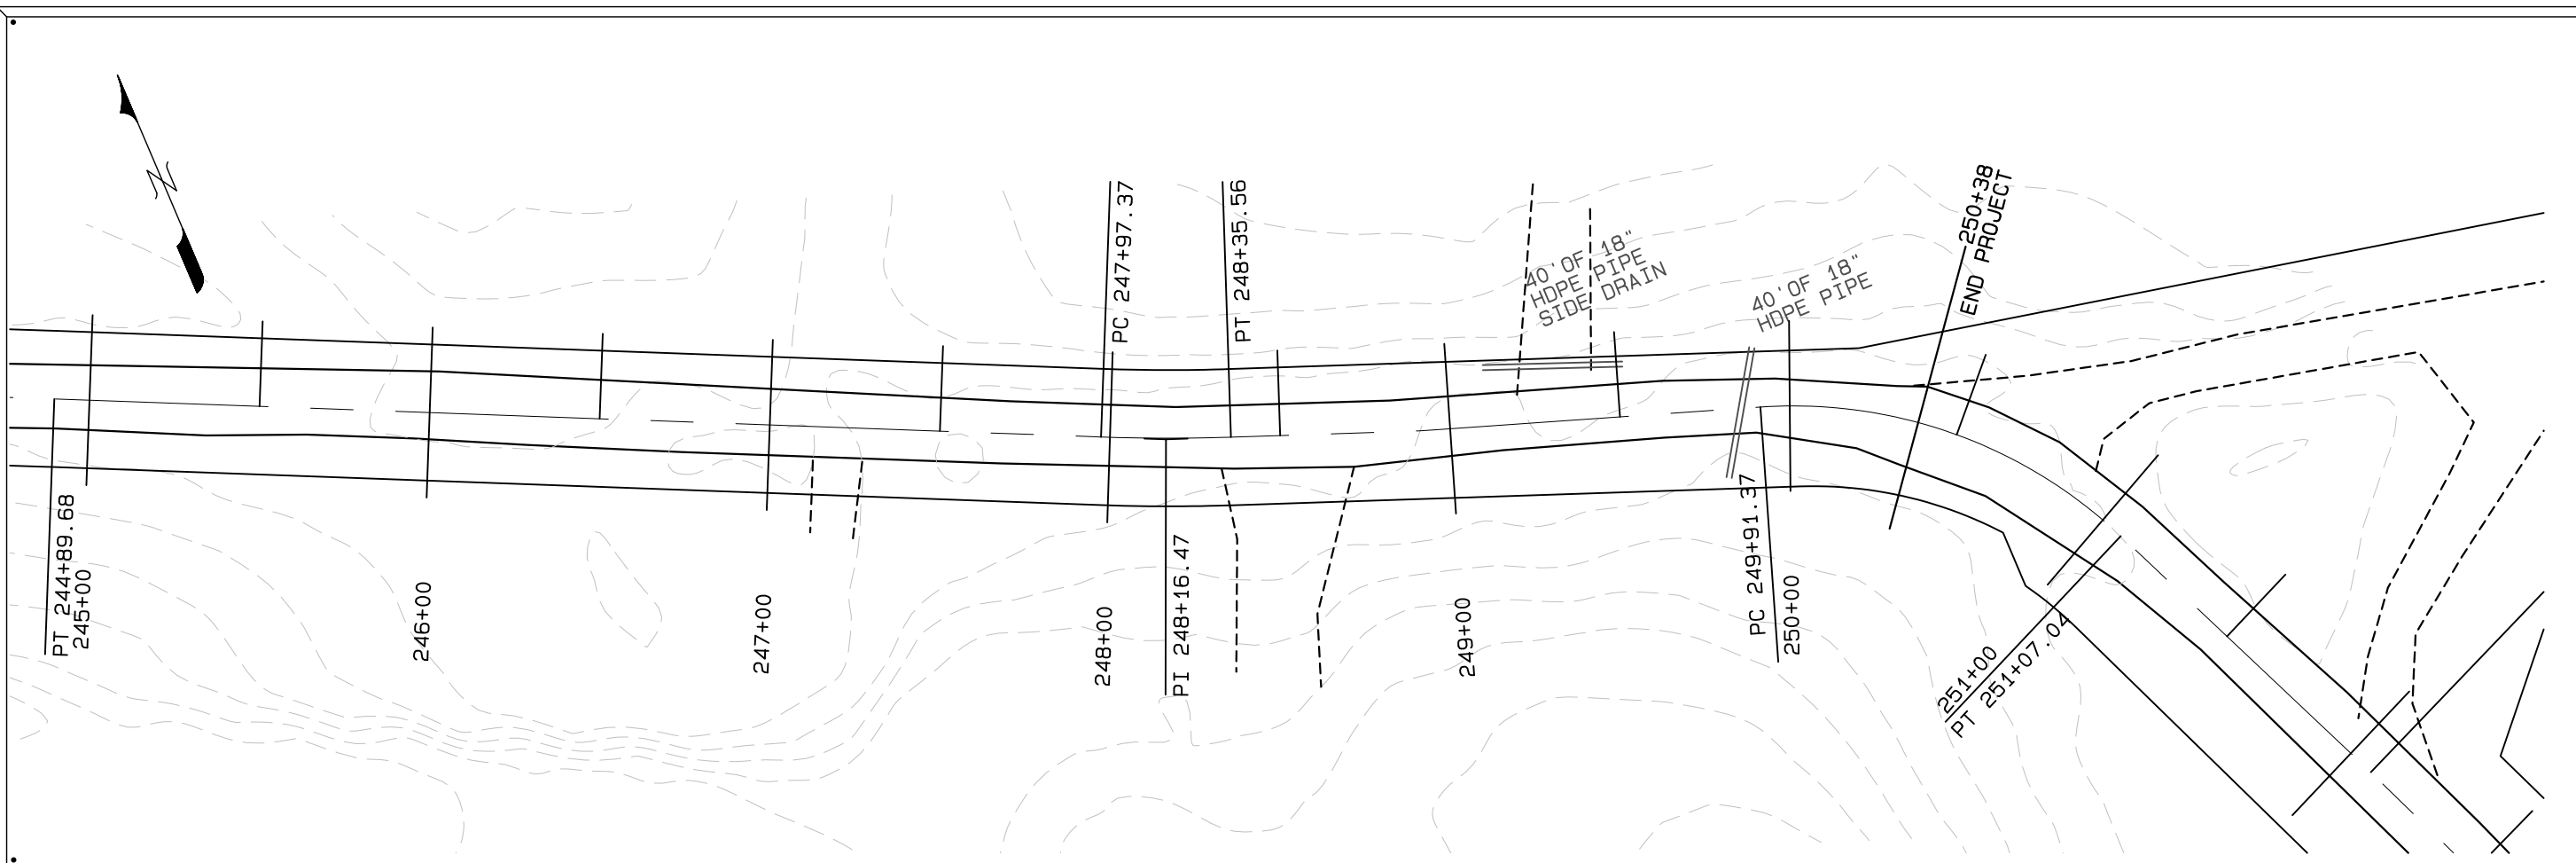 N
PC 247+97.37
PT 248+35.56
40'OF 18"
HDPE PIPE
SIDE DRAIN
40'OF 18"
HDPE PIPE
250+38
END PROJECT
PT 244+89.68
245+00
246+00
247+00
248+00
PI 248+16.47
249+00
PC 249+91.37
250+00
251+00
PT 251+07.04